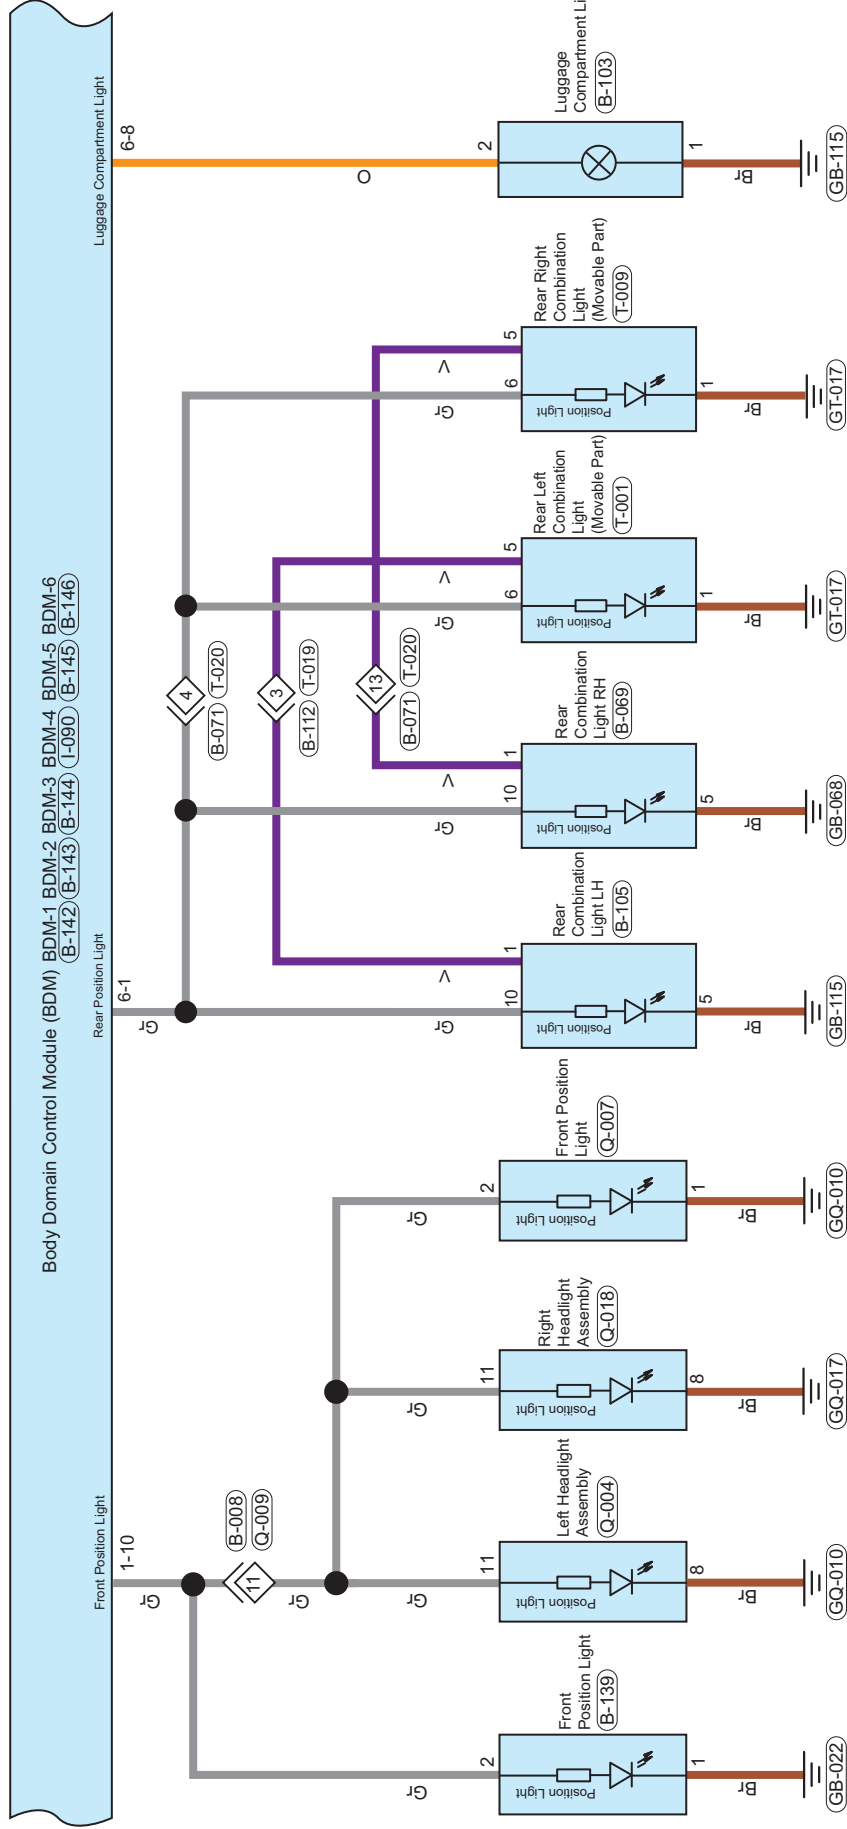 Body Domain Control Module (BDM) BDM-1 BDM-2 BDM-3 BDM-4 BDM-5 BDM-6
B-142 B-143 B-144 I-090 B-145 B-146
Front Position Light
Rear Position Light
Luggage Compartment Light
1-10
6-1
6-8
Gr
Gr
O
B-008
Q-009
11
Gr
B-071 T-020
4
B-112 T-019
3
B-071 T-020
13
Gr
Gr
Gr
Gr
Gr
V
Gr
V
Gr
V
Gr
V
2
11
11
2
10
1
10
1
6
5
6
5
2
Front
Position Light
B-139
Position Light
1
Br
GB-022
Left Headlight
Assembly
Q-004
Position Light
8
Br
GQ-010
Right
Headlight
Assembly
Q-018
Position Light
8
Br
GQ-017
Front Position
Light
Q-007
Position Light
1
Br
GQ-010
Rear
Combination
Light LH
B-105
Position Light
5
Br
GB-115
Rear
Combination
Light RH
B-069
Position Light
5
Br
GB-068
Rear Left
Combination
Light
(Movable Part)
T-001
Position Light
1
Br
GT-017
Rear Right
Combination
Light
(Movable Part)
T-009
Position Light
1
Br
GT-017
Luggage
Compartment Li
B-103
1
Br
GB-115